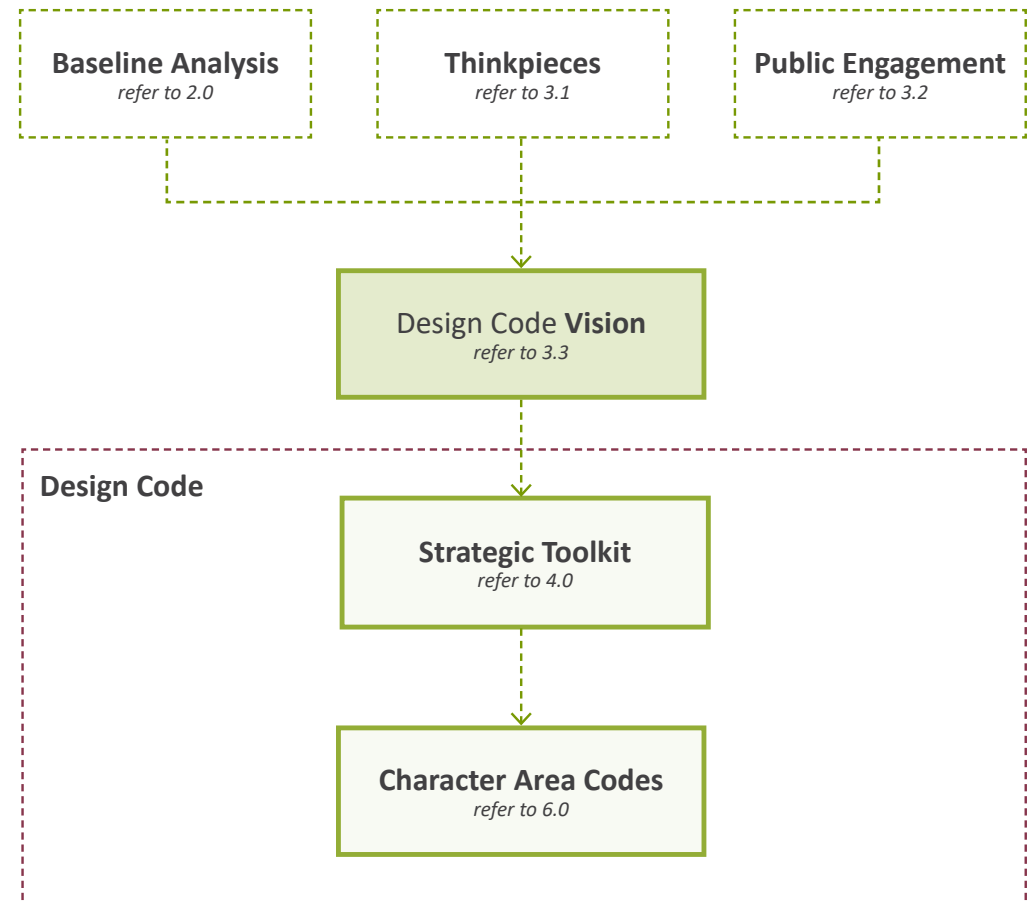 Baseline Analysis
refer to 2.0
Thinkpieces
refer to 3.1
Public Engagement
refer to 3.2
Design Code Vision
refer to 3.3
Design Code
Strategic Toolkit
refer to 4.0
Character Area Codes
refer to 6.0